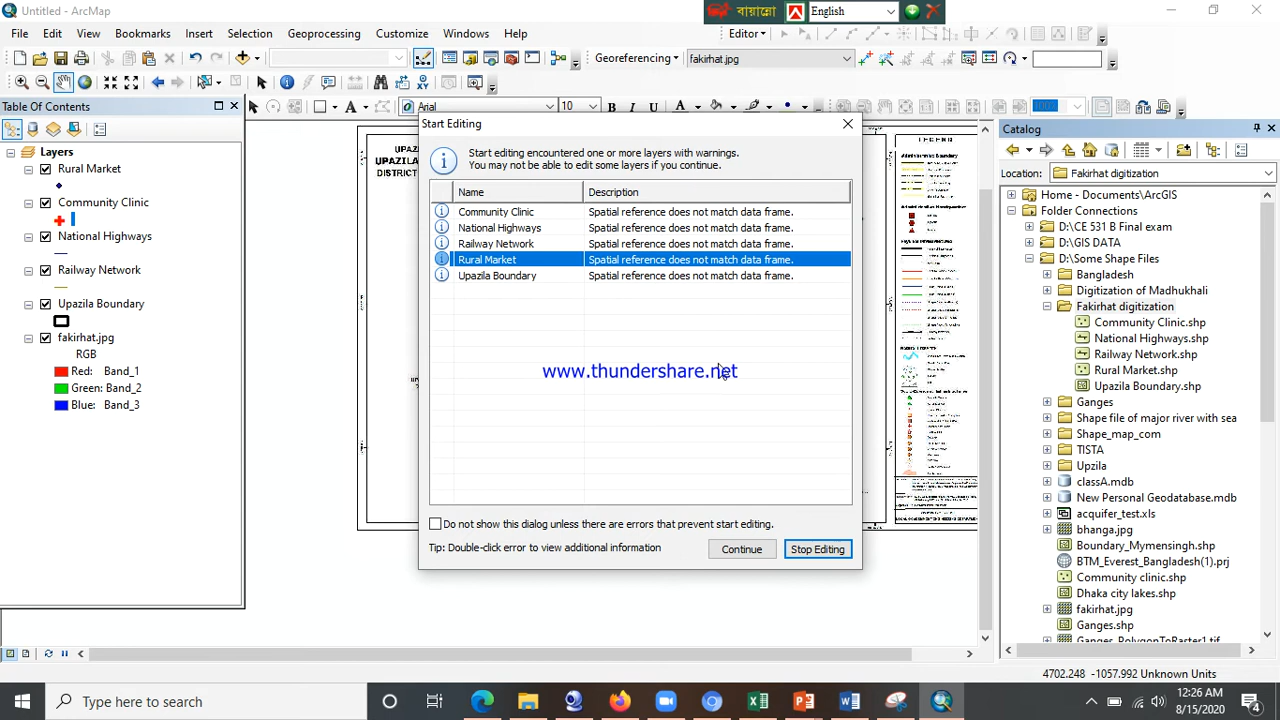 Untitled - ArcMap
বায়ান্নো
English
File Edit View Bookmarks Insert Selection Geoprocessing Customize Windows Help
Editor
Georeferencing
fakirhat.jpg
Arial
10
B I U A
Table Of Contents
Layers
Rural Market
Community Clinic
National Highways
Railway Network
Upazila Boundary
fakirhat.jpg
RGB
Red: Band_1
Green: Band_2
Blue: Band_3
LEGEND
Start Editing
Start editing encountered one or more layers with warnings.
You may not be able to edit some layers if you continue.
Name Description
Community Clinic Spatial reference does not match data frame.
National Highways Spatial reference does not match data frame.
Railway Network Spatial reference does not match data frame.
Rural Market Spatial reference does not match data frame.
Upazila Boundary Spatial reference does not match data frame.
www.thundershare.net
Do not show this dialog unless there are errors that prevent start editing.
Tip: Double-click error to view additional information
Continue
Stop Editing
Catalog
Location: Fakirhat digitization
Home - Documents\ArcGIS
Folder Connections
D:\CE 531 B Final exam
D:\GIS DATA
D:\Some Shape Files
Bangladesh
Digitization of Madhukhali
Fakirhat digitization
Community Clinic.shp
National Highways.shp
Railway Network.shp
Rural Market.shp
Upazila Boundary.shp
Ganges
Shape file of major river with sea
Shape_map_com
TISTA
Upzila
classA.mdb
New Personal Geodatabase.mdb
acquifer_test.xls
bhanga.jpg
Boundary_Mymensingh.shp
BTM_Everest_Bangladesh(1).prj
Community clinic.shp
Dhaka city lakes.shp
fakirhat.jpg
Ganges.shp
Ganges_PolygonToRaster1.tif
4702.248 -1057.992 Unknown Units
Type here to search
12:26 AM
8/15/2020
4